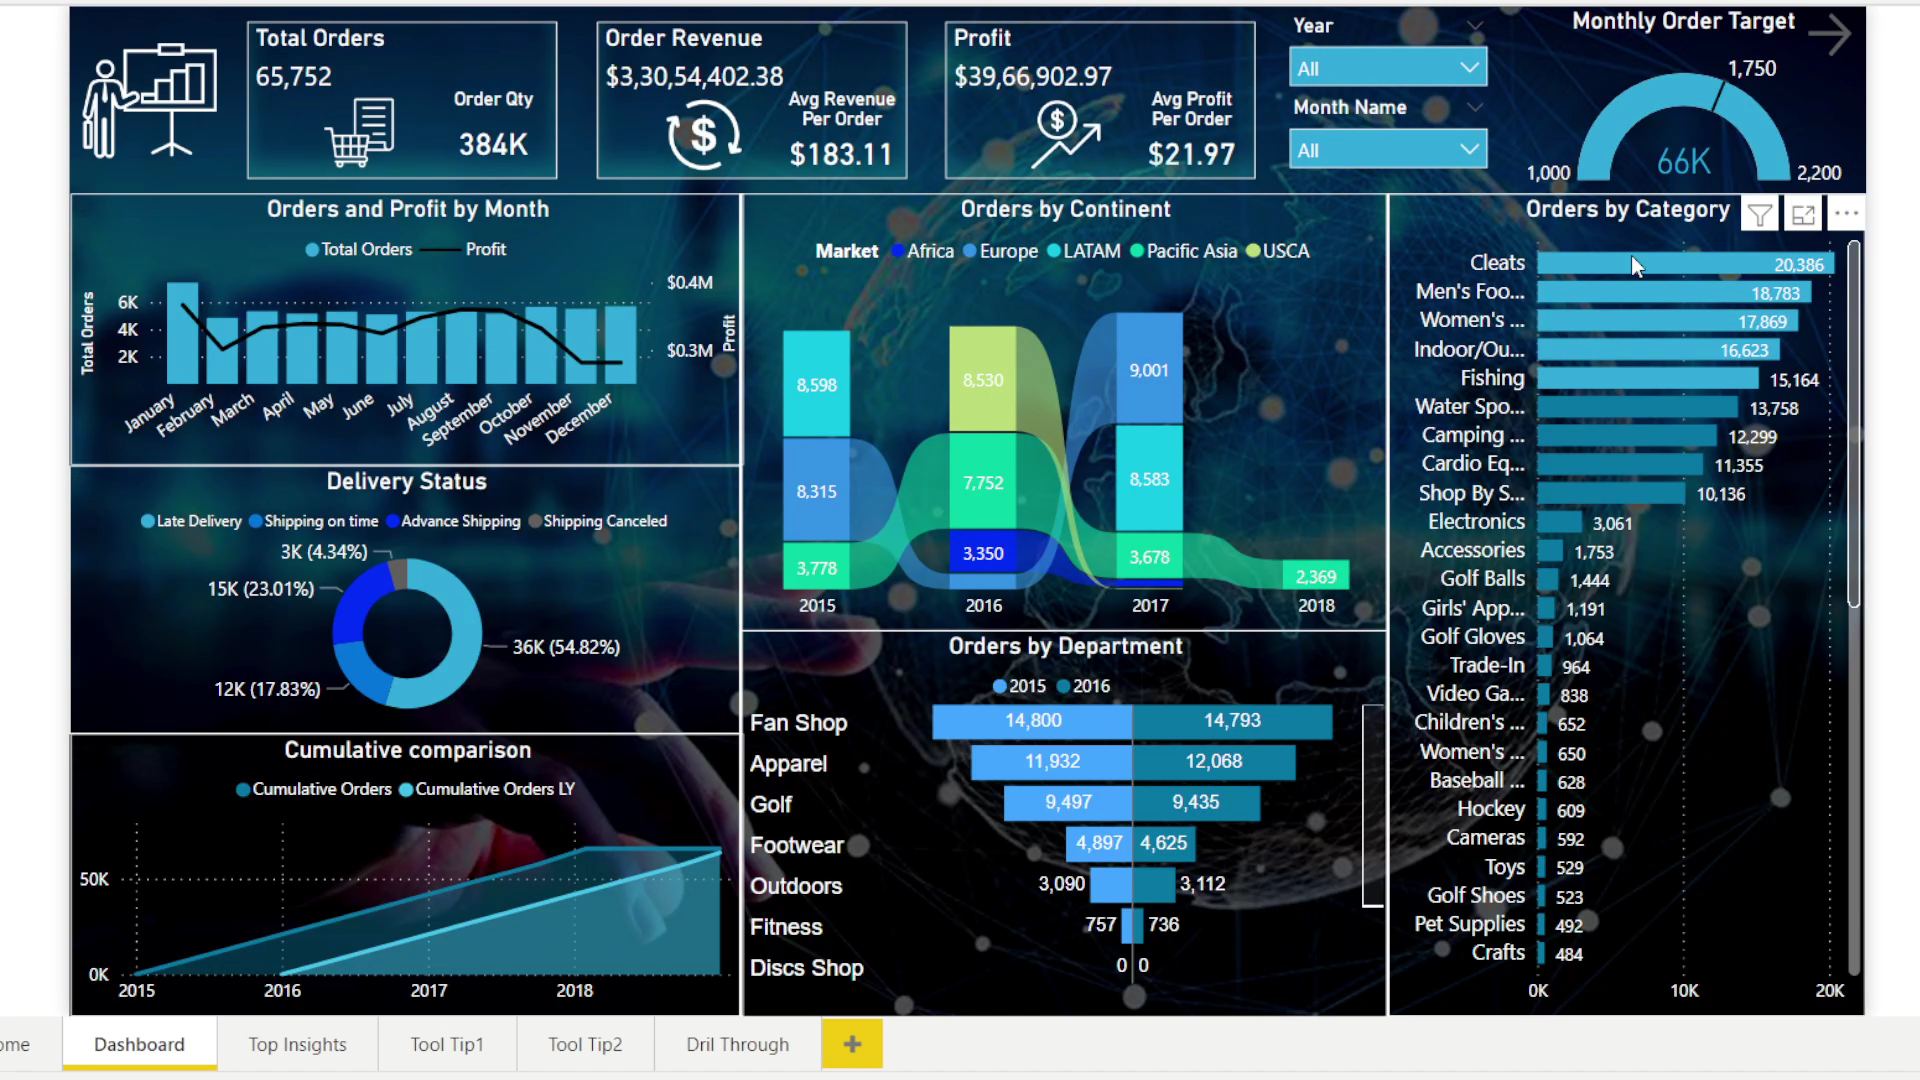 Total Orders
65,752
Order Qty
384K
Order Revenue
$3,30,54,402.38
Avg Revenue
Per Order
$183.11
Profit
$39,66,902.97
Avg Profit
Per Order
$21.97
Year
All
Month Name
All
Monthly Order Target
1,750
66K
1,000
2,200
Orders and Profit by Month
Total Orders Profit
Total Orders
6K
4K
2K
$0.4M
$0.3M
Profit
January
February
March
April
May
June
July
August
September
October
November
December
Delivery Status
Late Delivery Shipping on time Advance Shipping Shipping Canceled
3K (4.34%)
15K (23.01%)
36K (54.82%)
12K (17.83%)
Cumulative comparison
Cumulative Orders Cumulative Orders LY
50K
0K
2015 2016 2017 2018
Orders by Continent
Market Africa Europe LATAM Pacific Asia USCA
8,598
8,315
3,778
8,530
7,752
3,350
9,001
8,583
3,678
2,369
2015 2016 2017 2018
Orders by Department
2015 2016
Fan Shop 14,800 14,793
Apparel 11,932 12,068
Golf 9,497 9,435
Footwear 4,897 4,625
Outdoors 3,090 3,112
Fitness 757 736
Discs Shop 0 0
Orders by Category
Cleats 20,386
Men's Foo... 18,783
Women's ... 17,869
Indoor/Ou... 16,623
Fishing 15,164
Water Spo... 13,758
Camping ... 12,299
Cardio Eq... 11,355
Shop By S... 10,136
Electronics 3,061
Accessories 1,753
Golf Balls 1,444
Girls' App... 1,191
Golf Gloves 1,064
Trade-In 964
Video Ga... 838
Children's ... 652
Women's ... 650
Baseball ... 628
Hockey 609
Cameras 592
Toys 529
Golf Shoes 523
Pet Supplies 492
Crafts 484
0K 10K 20K
ome Dashboard Top Insights Tool Tip1 Tool Tip2 Dril Through